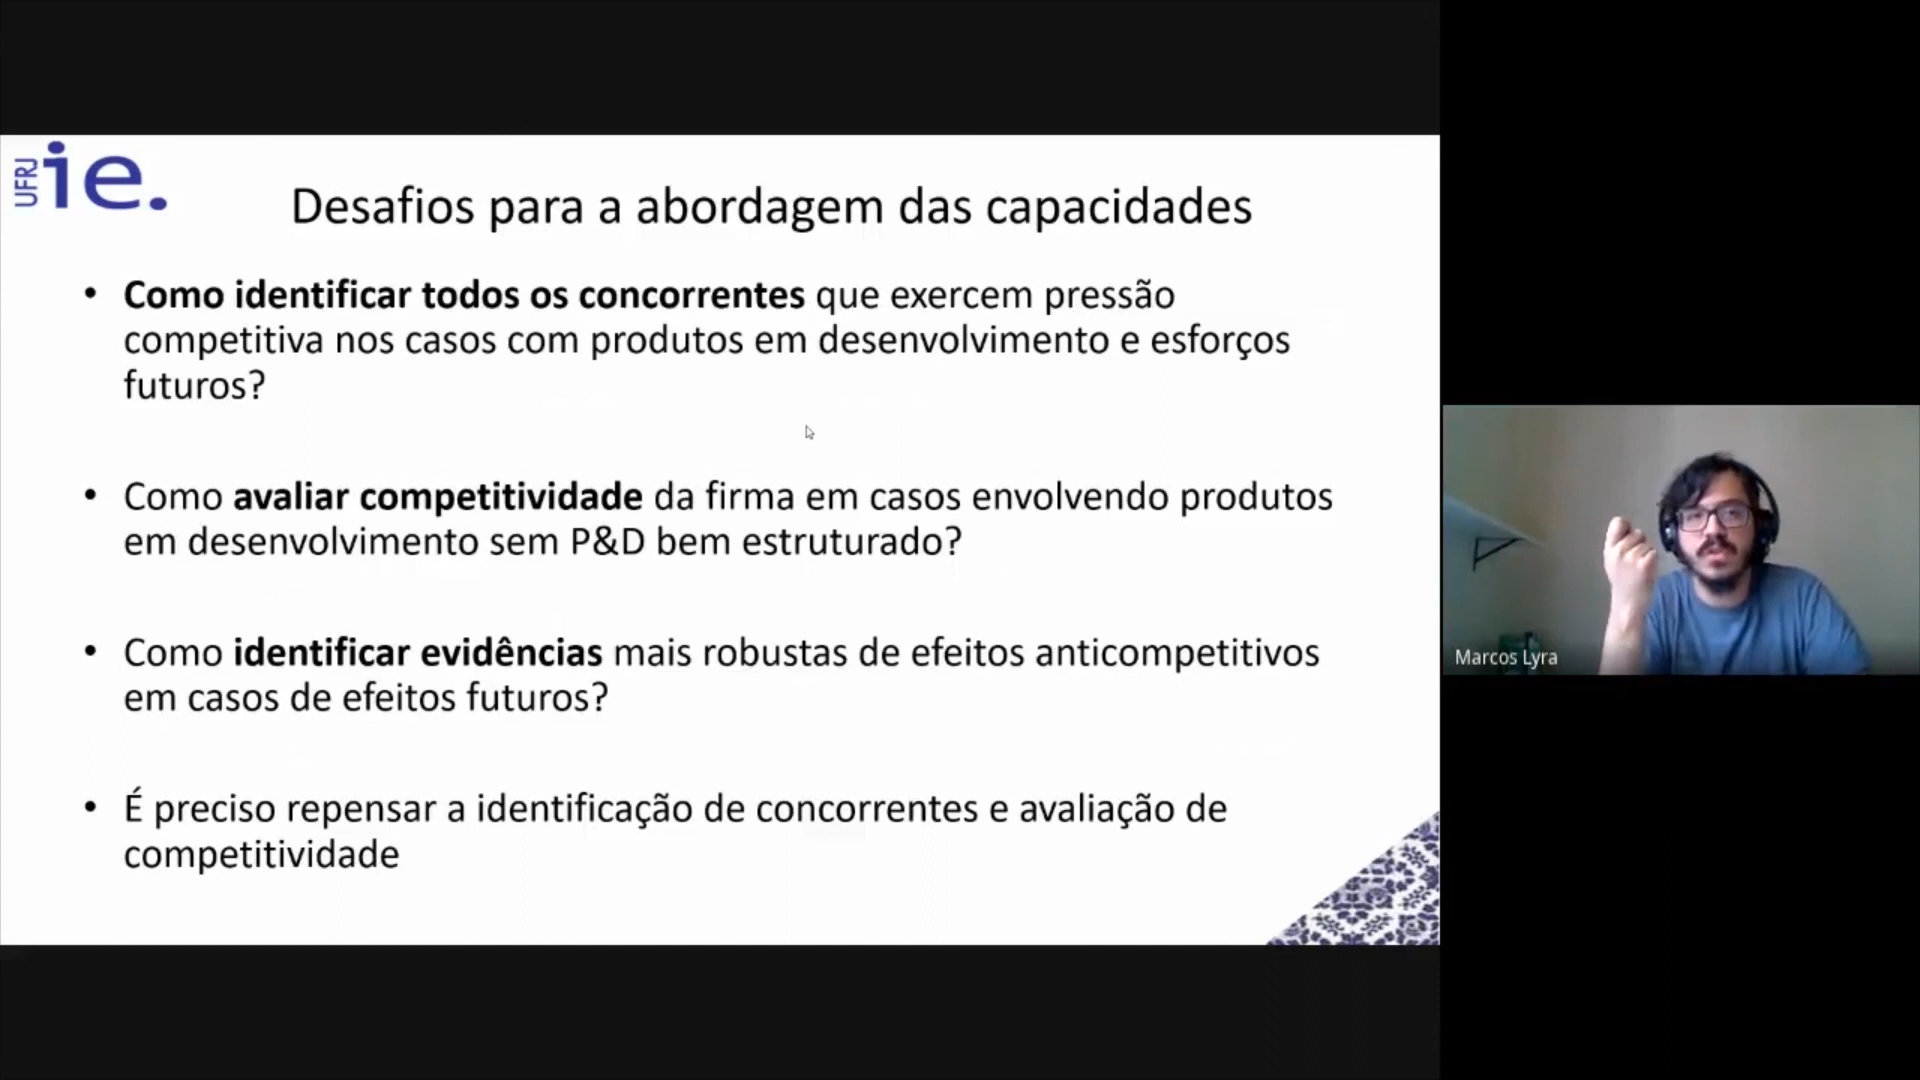 UFRJ ie.
Desafios para a abordagem das capacidades
• Como identificar todos os concorrentes que exercem pressão
competitiva nos casos com produtos em desenvolvimento e esforços
futuros?
• Como avaliar competitividade da firma em casos envolvendo produtos
em desenvolvimento sem P&D bem estruturado?
• Como identificar evidências mais robustas de efeitos anticompetitivos
em casos de efeitos futuros?
• É preciso repensar a identificação de concorrentes e avaliação de
competitividade
Marcos Lyra